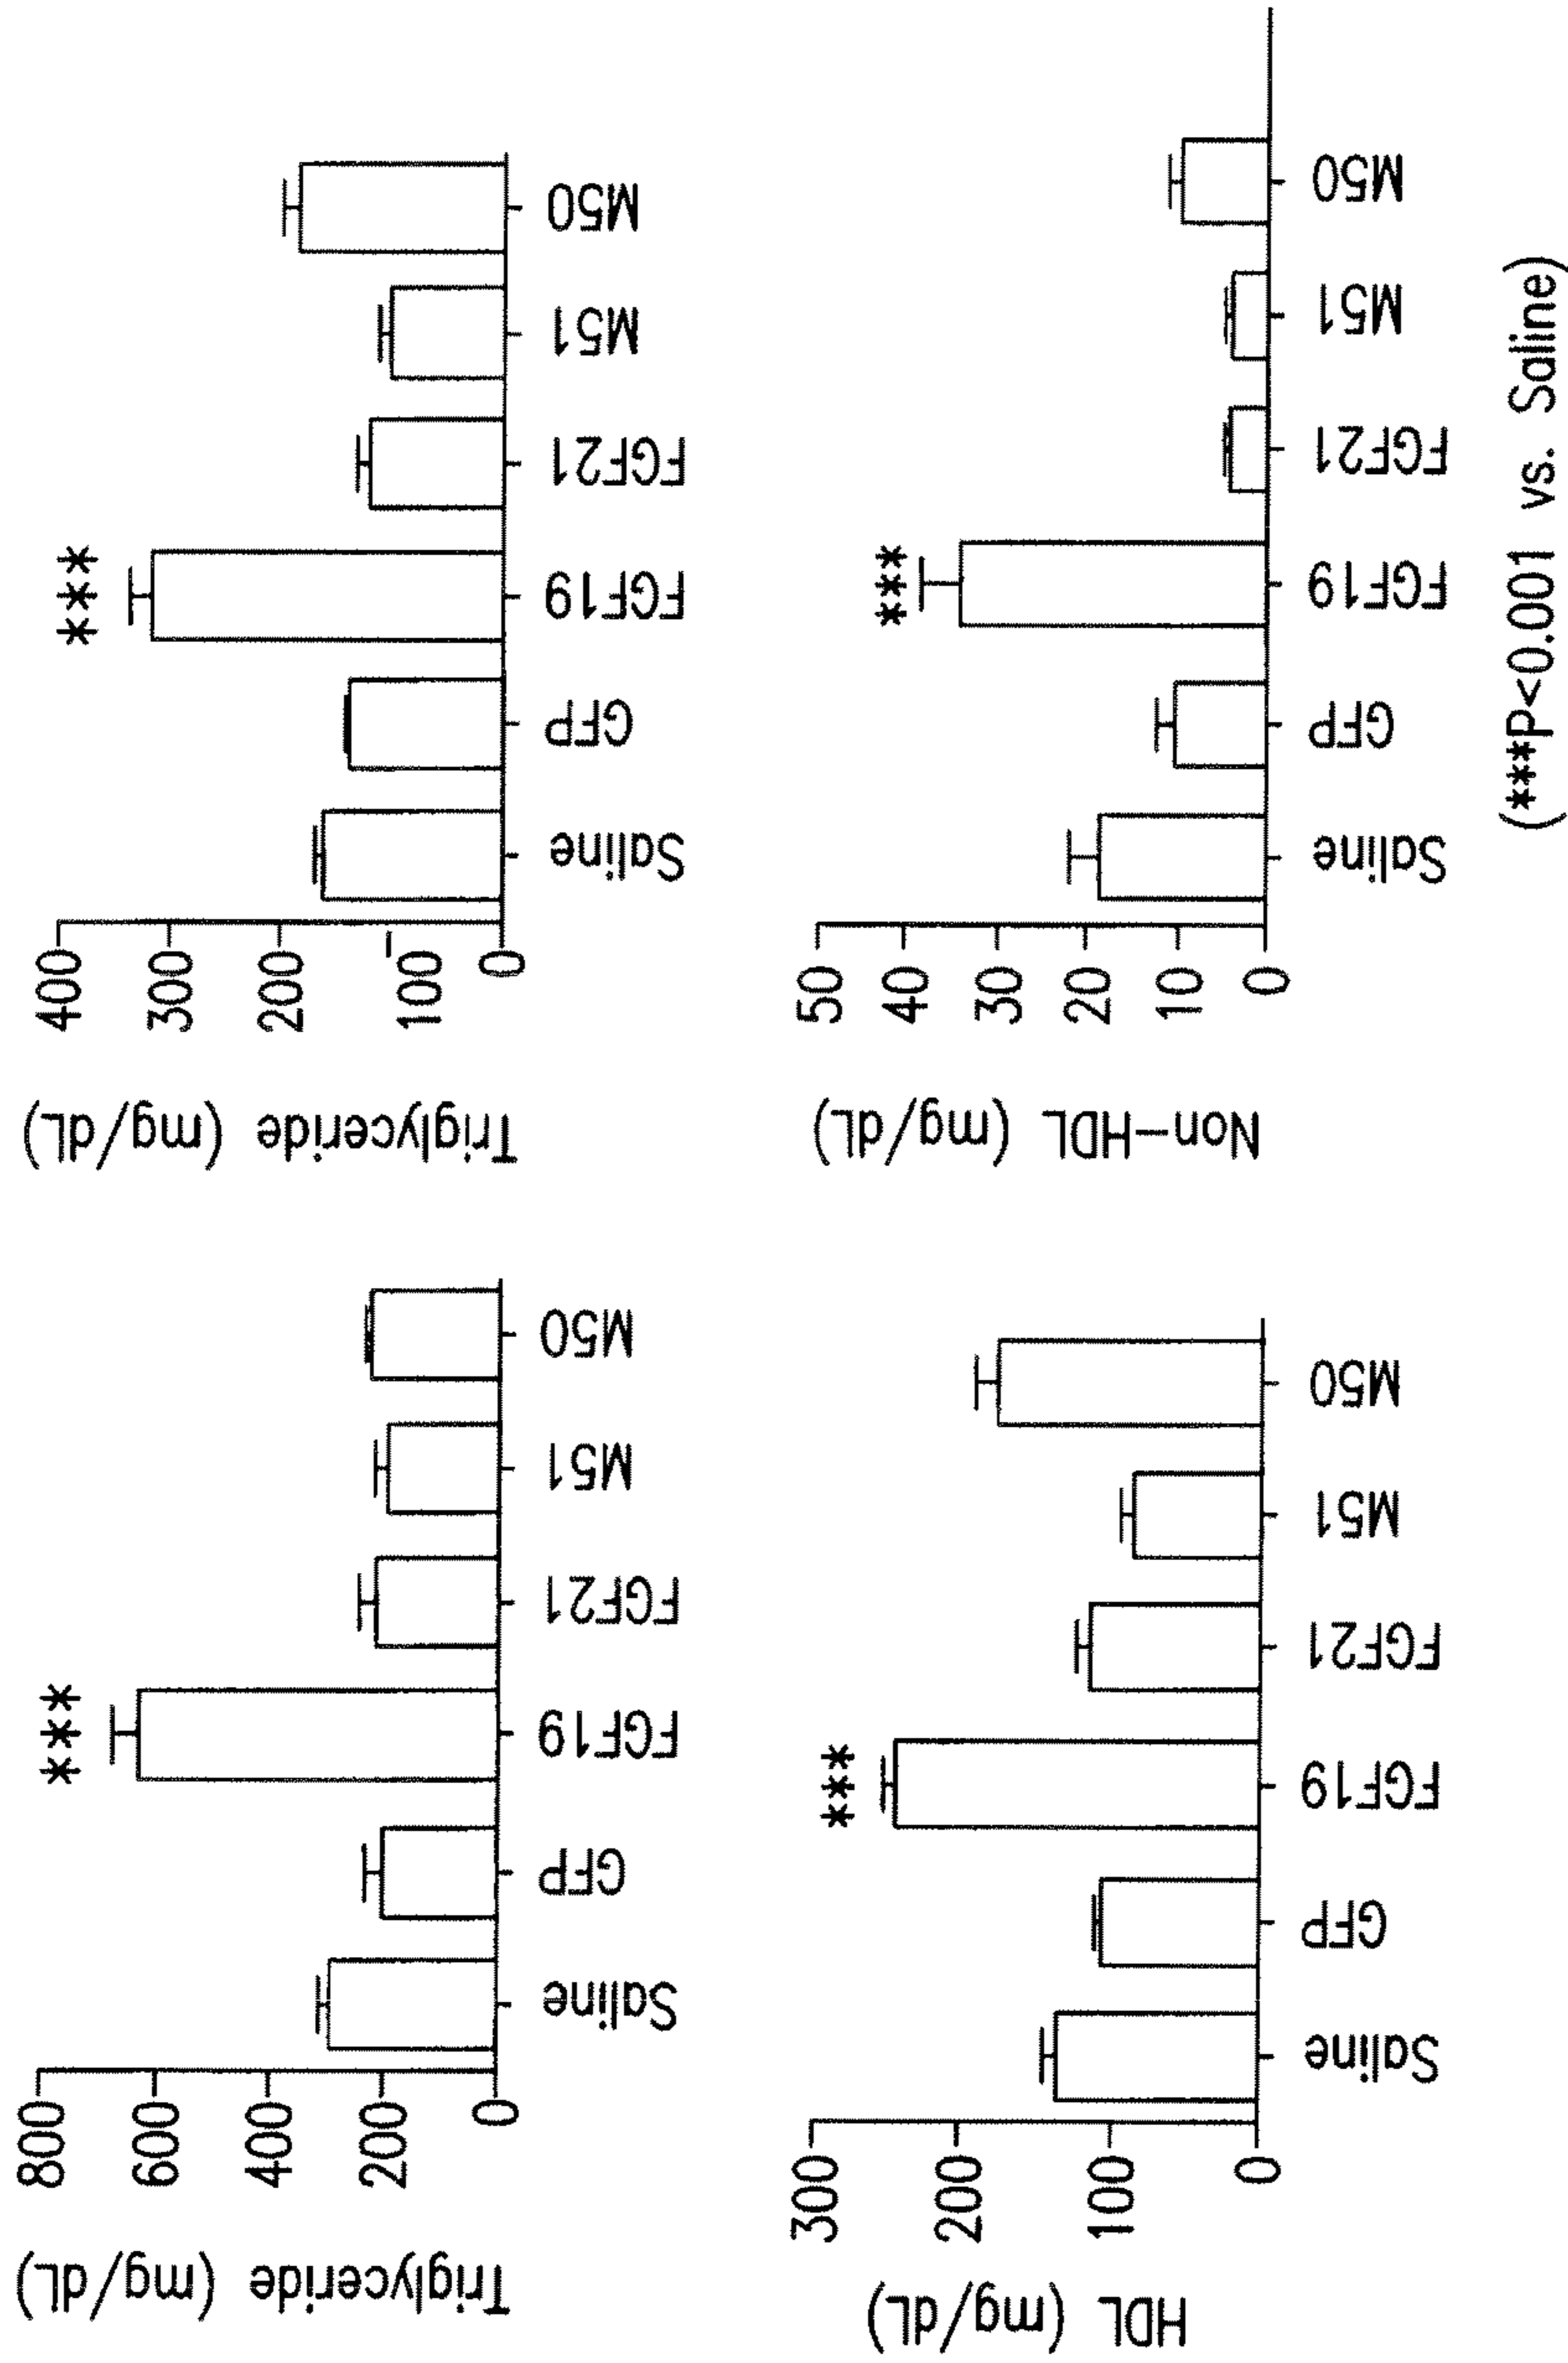 Triglyceride (mg/dL)
800
600
400
200
0
Saline
GFP
FGF19
FGF21
M51
M50
***
Triglyceride (mg/dL)
400
300
200
100
0
Saline
GFP
FGF19
FGF21
M51
M50
***
HDL (mg/dL)
300
200
100
0
Saline
GFP
FGF19
FGF21
M51
M50
***
Non-HDL (mg/dL)
50
40
30
20
10
0
Saline
GFP
FGF19
FGF21
M51
M50
***
(***P<0.001 vs. Saline)